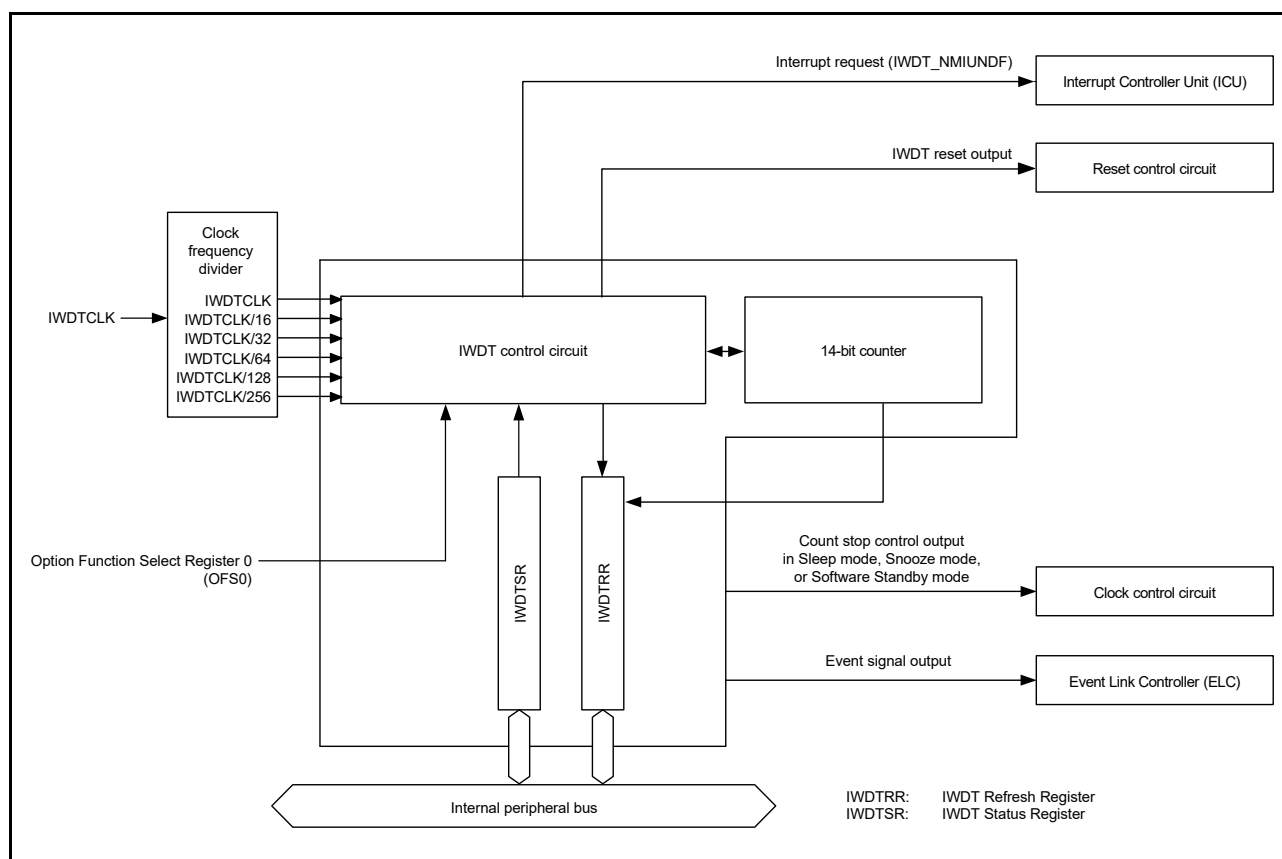 Interrupt request (IWDT_NMIUNDF)
Interrupt Controller Unit (ICU)
IWDT reset output
Reset control circuit
Clock
frequency
divider
IWDTCLK
IWDTCLK
IWDTCLK/16
IWDTCLK/32
IWDTCLK/64
IWDTCLK/128
IWDTCLK/256
IWDT control circuit
14-bit counter
Option Function Select Register 0
(OFS0)
IWDTSR
IWDTRR
Count stop control output
in Sleep mode, Snooze mode,
or Software Standby mode
Clock control circuit
Event signal output
Event Link Controller (ELC)
Internal peripheral bus
IWDTRR: IWDT Refresh Register
IWDTSR: IWDT Status Register